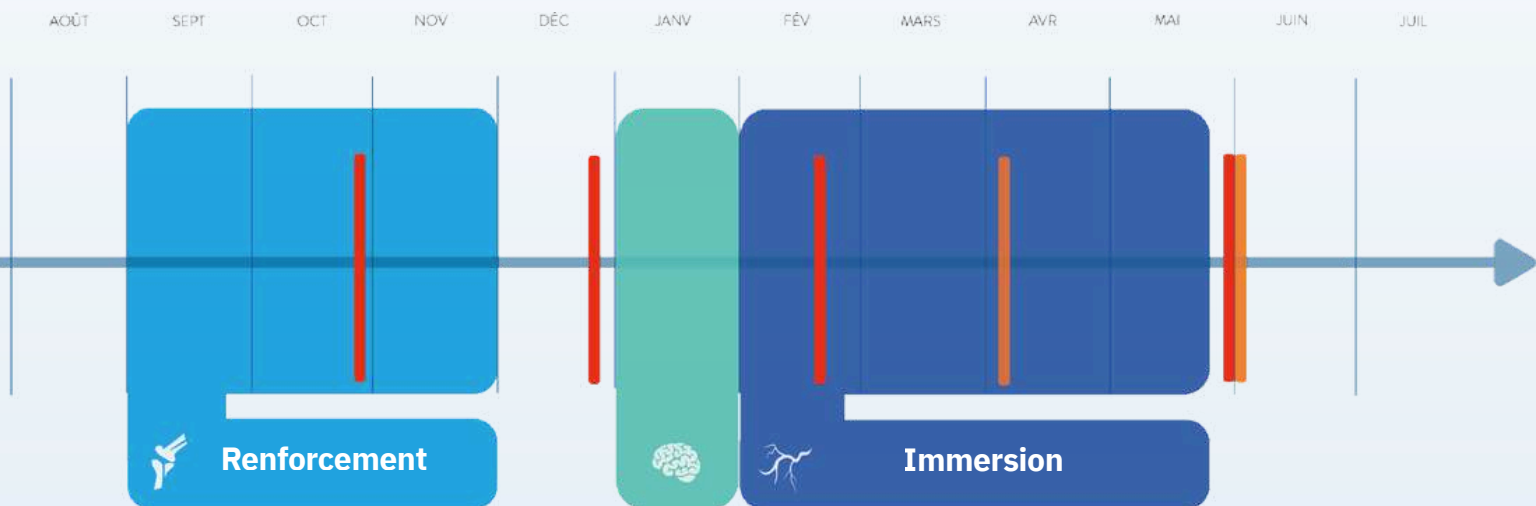 AOÛT SEPT OCT NOV DÉC JANV FÉV MARS AVR MAI JUIN JUIL
Renforcement Immersion